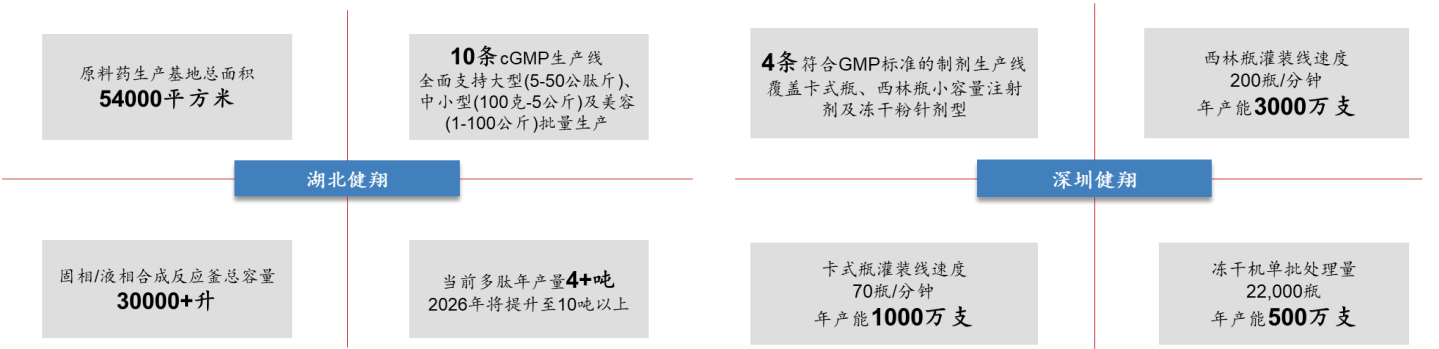 原料药生产基地总面积
54000平方米
10条cGMP生产线
全面支持大型(5-50公肽斤)、
中小型(100克-5公斤)及美容
(1-100公斤)批量生产
湖北健翔
固相/液相合成反应釜总容量
30000+升
当前多肽年产量4+吨
2026年将提升至10吨以上
4条符合GMP标准的制剂生产线
覆盖卡式瓶、西林瓶小容量注射
剂及冻干粉针剂型
西林瓶灌装线速度
200瓶/分钟
年产能3000万支
深圳健翔
卡式瓶灌装线速度
70瓶/分钟
年产能1000万支
冻干机单批处理量
22,000瓶
年产能500万支